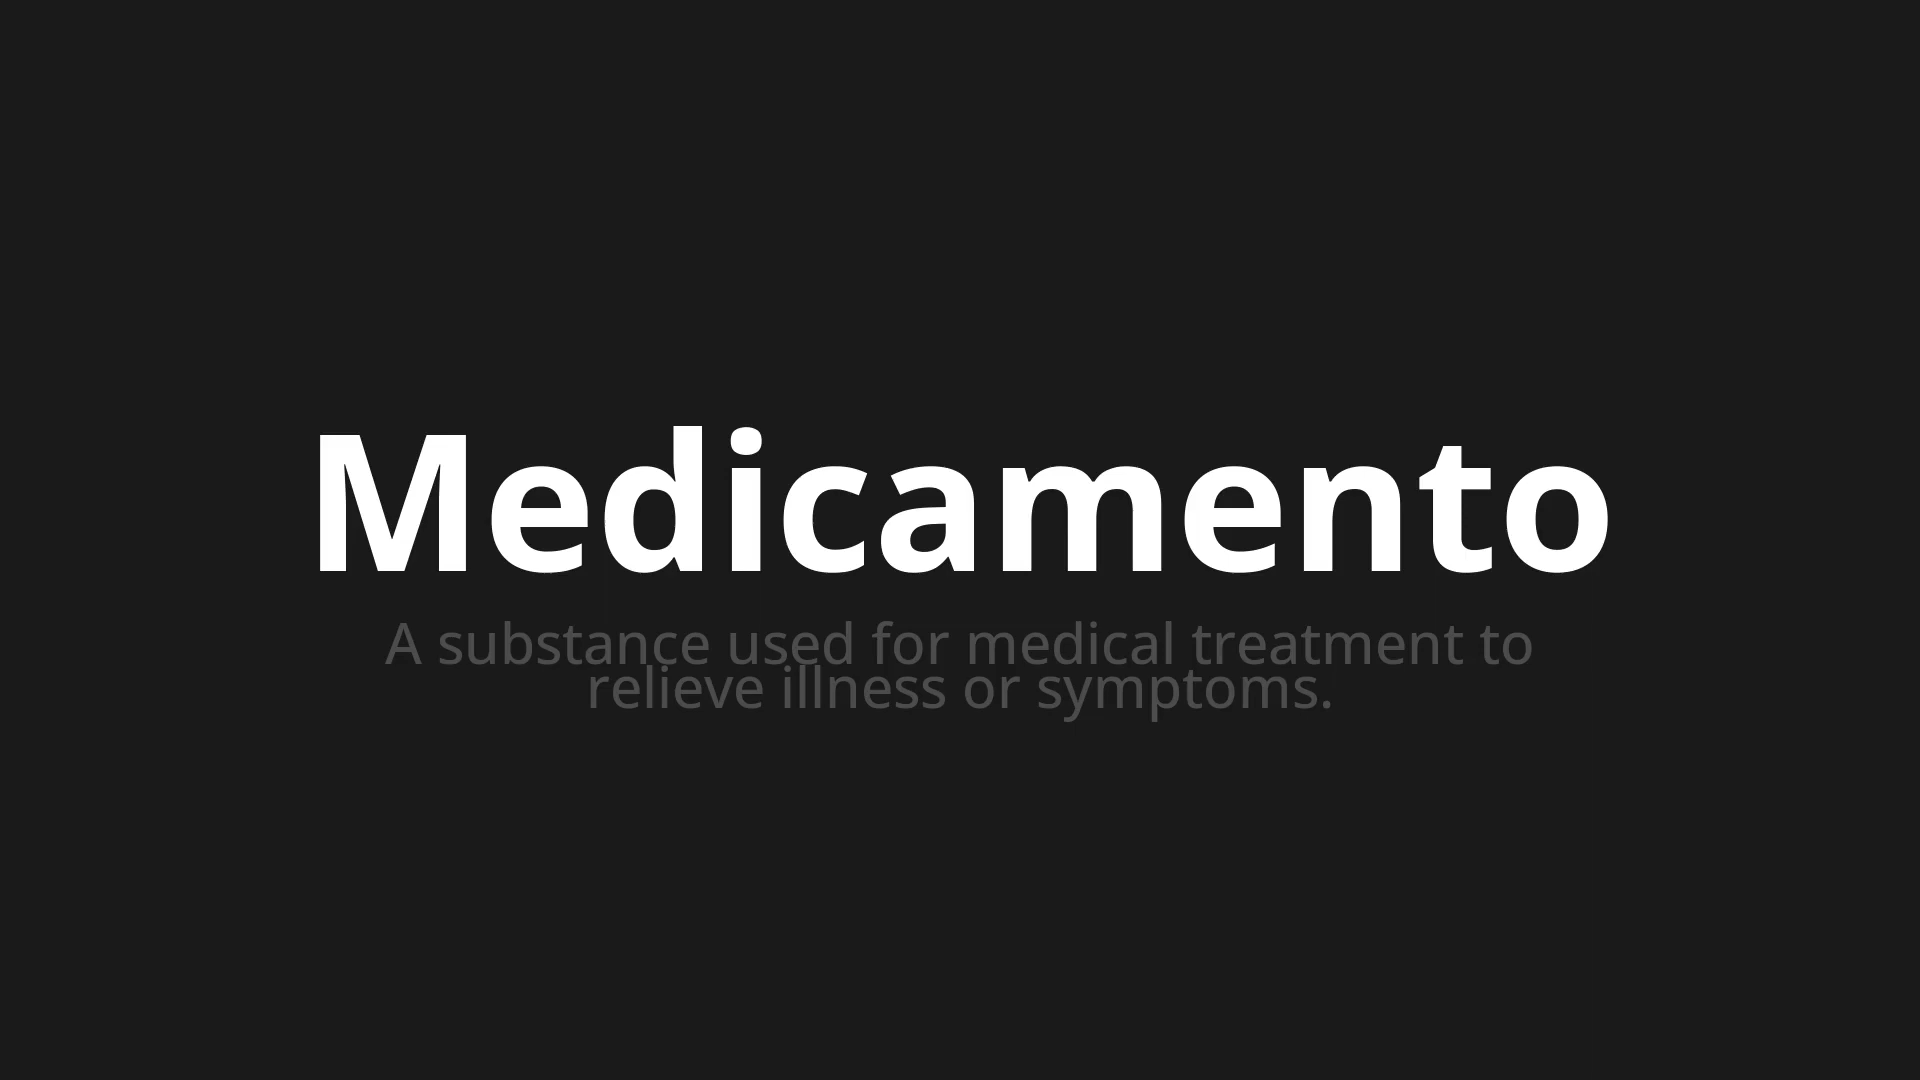 Medicamento
A substance used for medical treatment to
relieve illness or symptoms.